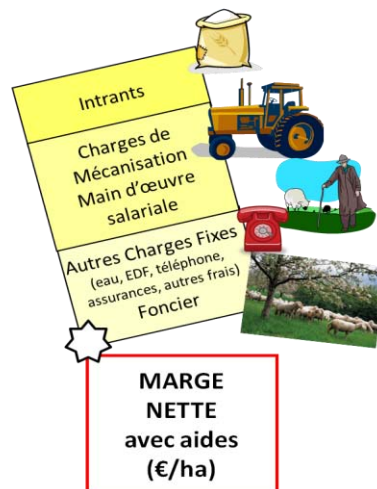 Intrants
Charges de
Mécanisation
Main d'œuvre
salariale
Autres Charges Fixes
(eau, EDF, téléphone,
assurances, autres frais)
Foncier
MARGE
NETTE
avec aides
(€/ha)